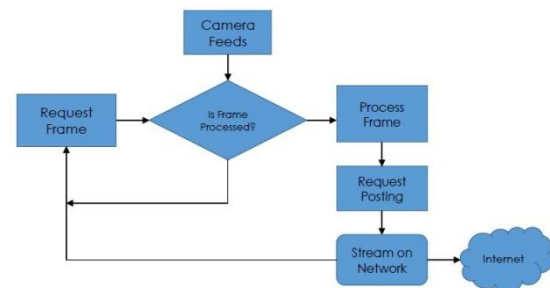 Camera
Feeds
Request
Frame
Is Frame
Processed?
Process
Frame
Request
Posting
Stream on
Network
Internet